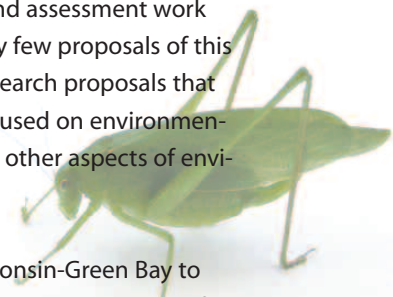 nd assessment work
y few proposals of this
search proposals that
used on environmen-
other aspects of envi-
onsin-Green Bay to